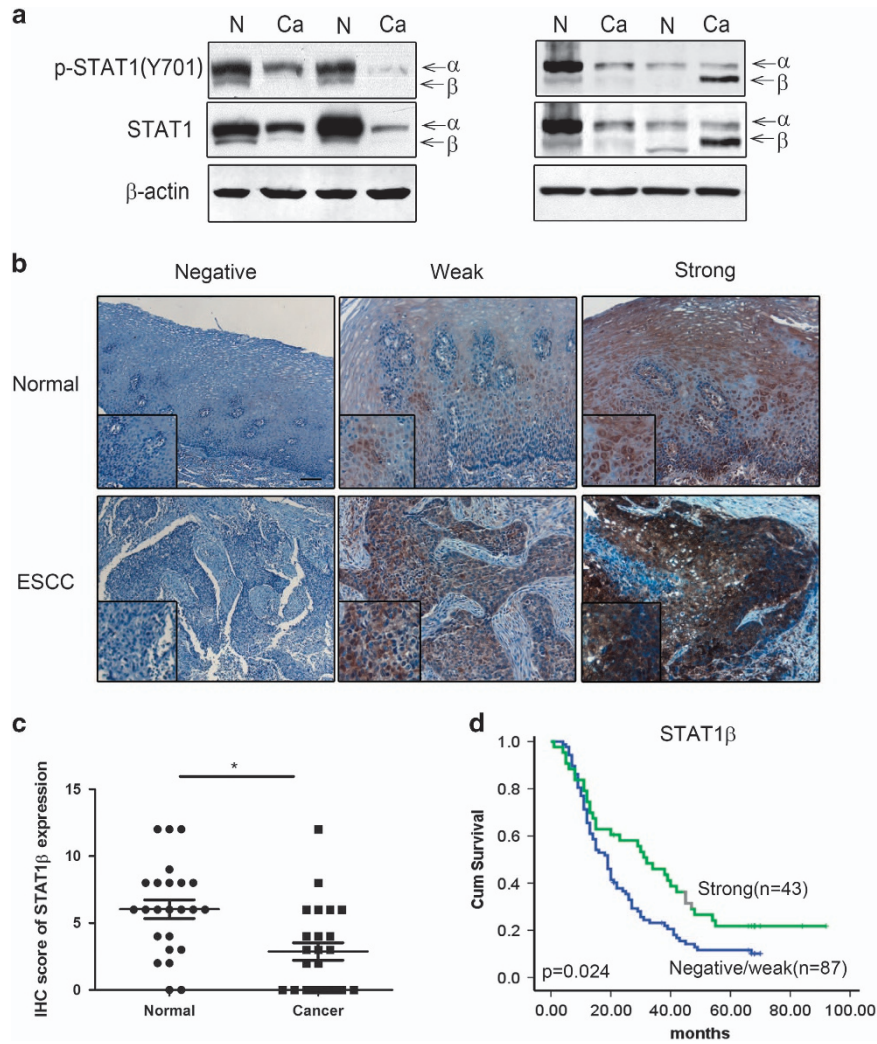 a
N Ca N Ca N Ca N Ca
p-STAT1(Y701) ←α ←α
←β ←β
STAT1 ←α ←α
←β ←β
β-actin
b
Negative Weak Strong
Normal
ESCC
c
*
IHC score of STAT1β expression
15
10
5
0
Normal Cancer
d
STAT1β
Cum Survival
1.0
0.8
0.6
0.4
0.2
0.0
Strong(n=43)
Negative/weak(n=87)
p=0.024
0.00 20.00 40.00 60.00 80.00 100.00
months